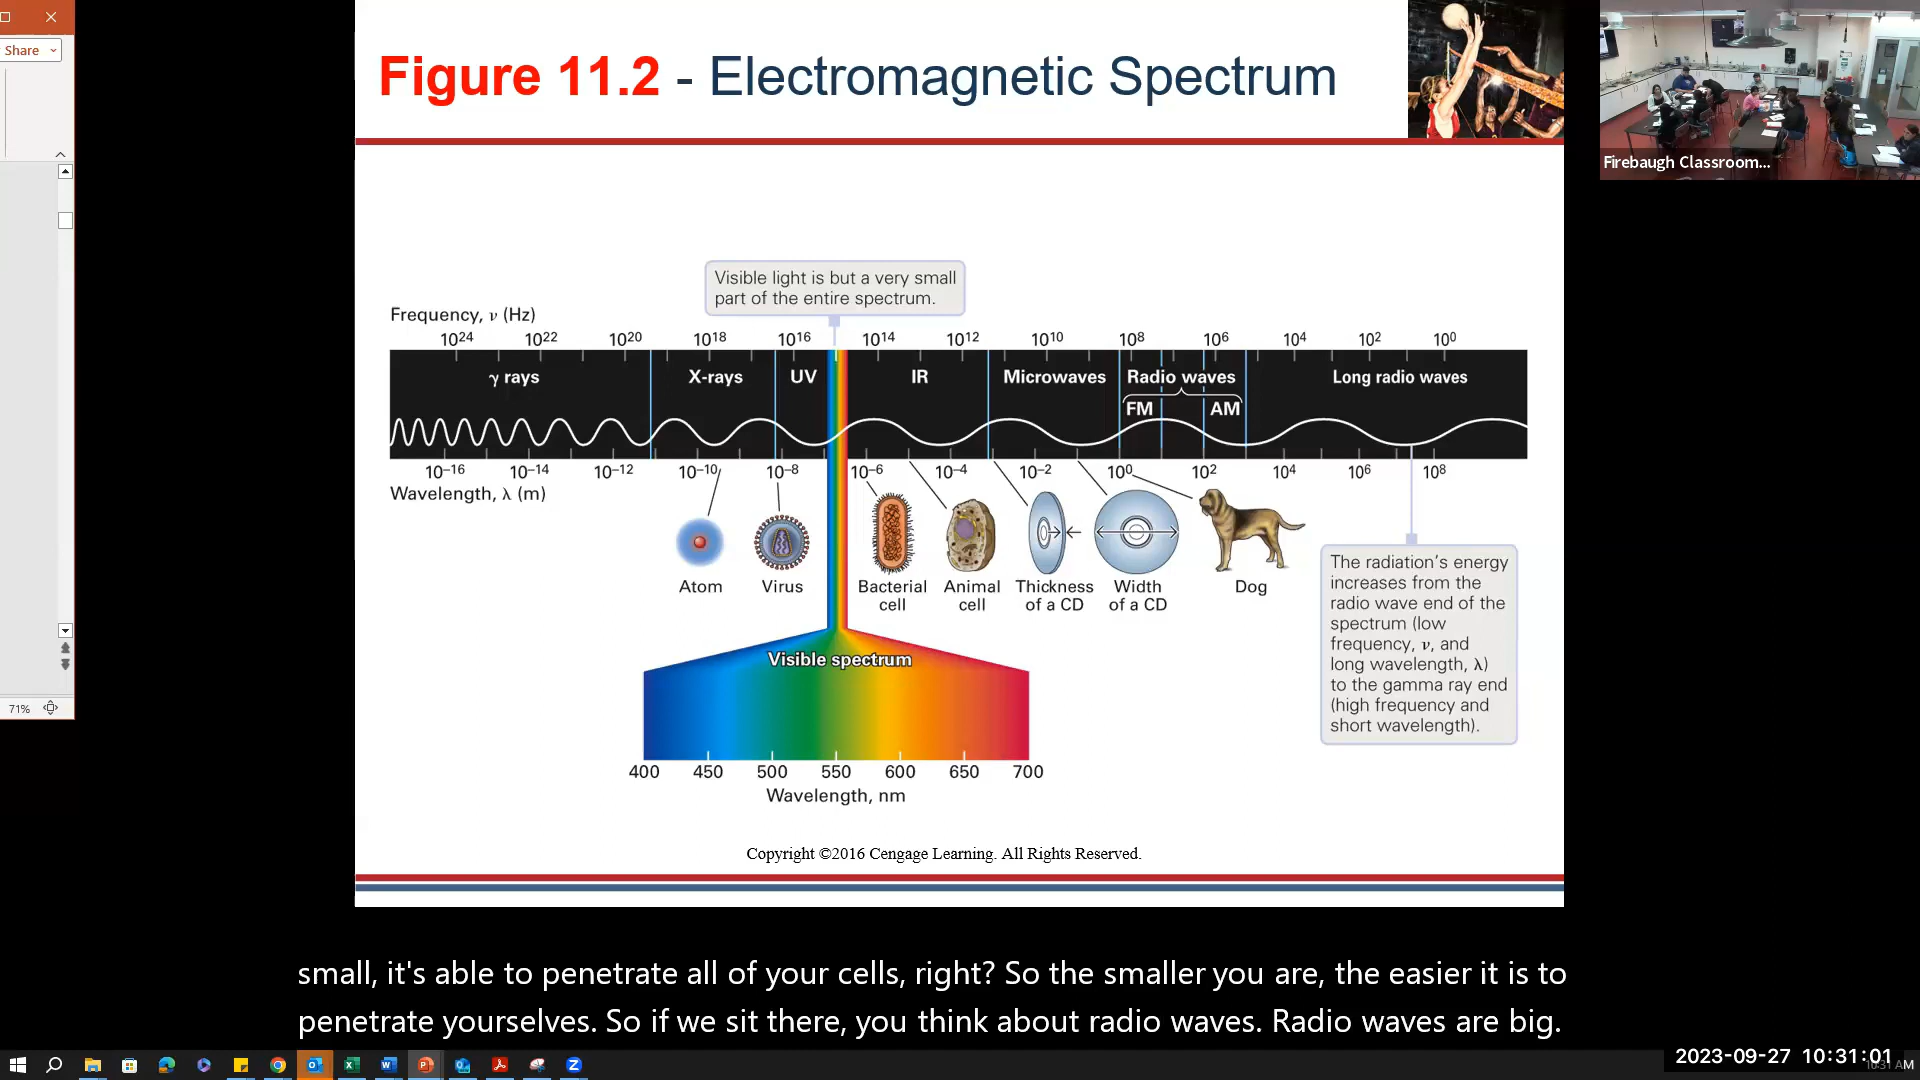 Share
Figure 11.2 - Electromagnetic Spectrum
Firebaugh Classroom...
Visible light is but a very small
part of the entire spectrum.
Frequency, ν (Hz)
10²⁴ 10²² 10²⁰ 10¹⁸ 10¹⁶ 10¹⁴ 10¹² 10¹⁰ 10⁸ 10⁶ 10⁴ 10² 10⁰
γ rays X-rays UV IR Microwaves Radio waves Long radio waves
FM AM
10⁻¹⁶ 10⁻¹⁴ 10⁻¹² 10⁻¹⁰ 10⁻⁸ 10⁻⁶ 10⁻⁴ 10⁻² 10⁰ 10² 10⁴ 10⁶ 10⁸
Wavelength, λ (m)
Atom Virus Bacterial Animal Thickness Width Dog
cell cell of a CD of a CD
The radiation's energy
increases from the
radio wave end of the
spectrum (low
frequency, ν, and
long wavelength, λ)
to the gamma ray end
(high frequency and
short wavelength).
Visible spectrum
400 450 500 550 600 650 700
Wavelength, nm
71%
Copyright ©2016 Cengage Learning. All Rights Reserved.
small, it's able to penetrate all of your cells, right? So the smaller you are, the easier it is to
penetrate yourselves. So if we sit there, you think about radio waves. Radio waves are big.
2023-09-27 10:31:01